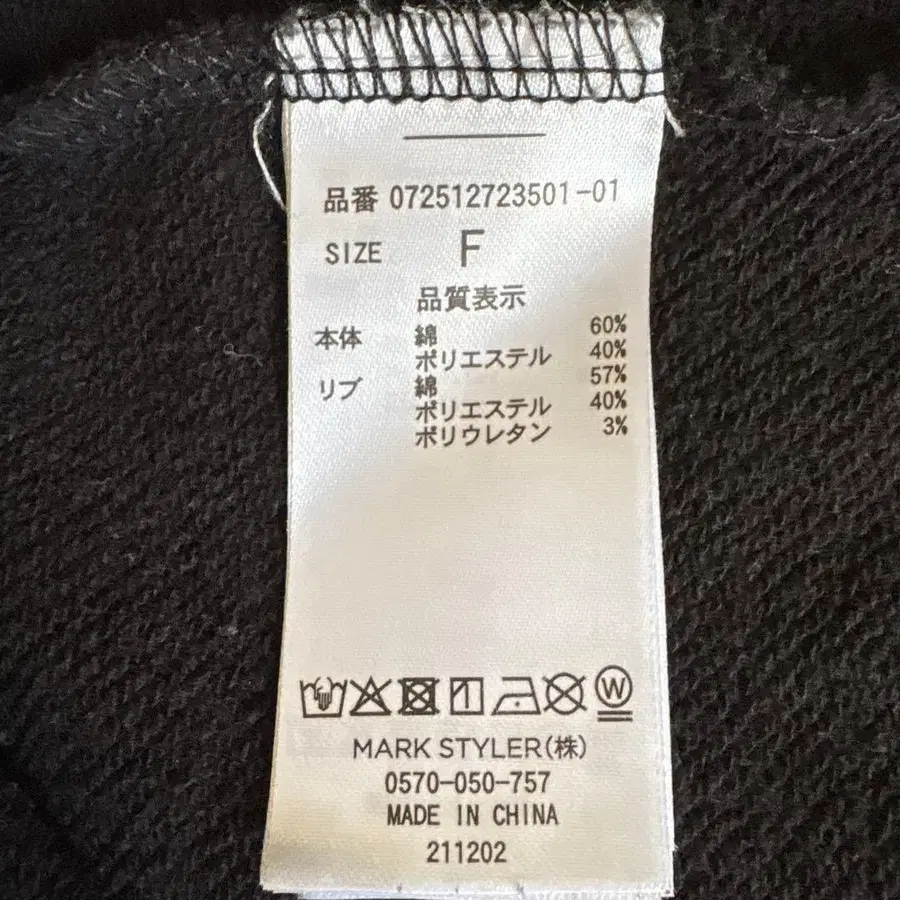 品番 072512723501-01
SIZE F
品質表示
本体 綿 60%
ポリエステル 40%
リブ 綿 57%
ポリエステル 40%
ポリウレタン 3%
W
MARK STYLER(株)
0570-050-757
MADE IN CHINA
211202